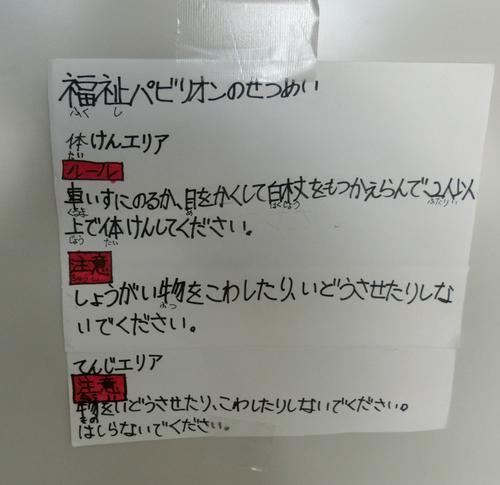 福祉パビリオンのせつめい
ふくし
体けんエリア
たい
ルール
車いすにのるか、目をかくして白杖をもつかえらんで、2人以
くるま め はくじょう ふたりい
上で体けんしてください。
じょう たい
注意
しょうがい物をこわしたり、いどうさせたりしな
ぶつ
いでください。
てんじエリア
注意
物をいどうさせたり、こわしたりしないでください。
もの
はしらないでください。